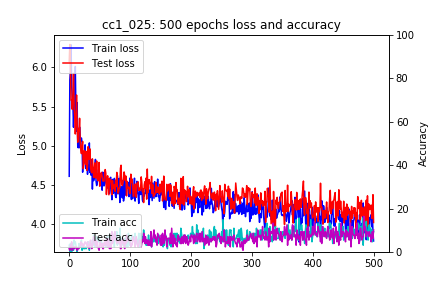 cc1_025: 500 epochs loss and accuracy
Train loss
Test loss
Train acc
Test acc
Loss
6.0
5.5
5.0
4.5
4.0
Accuracy
100
80
60
40
20
0
0
100
200
300
400
500